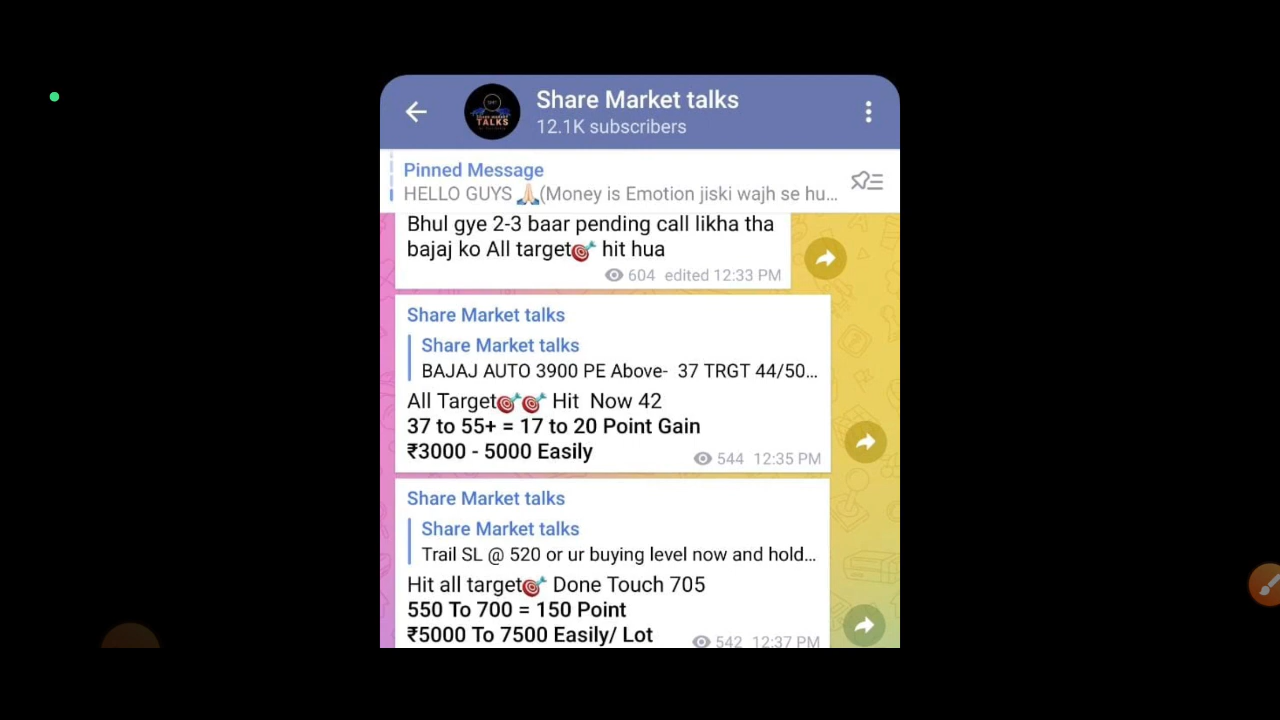 Share Market talks
12.1K subscribers
Pinned Message
HELLO GUYS 🙏🏻(Money is Emotion jiski wajh se hu...
Bhul gye 2-3 baar pending call likha tha
bajaj ko All target🎯 hit hua
604 edited 12:33 PM
Share Market talks
Share Market talks
BAJAJ AUTO 3900 PE Above- 37 TRGT 44/50...
All Target🎯🎯 Hit Now 42
37 to 55+ = 17 to 20 Point Gain
₹3000 - 5000 Easily
544 12:35 PM
Share Market talks
Share Market talks
Trail SL @ 520 or ur buying level now and hold...
Hit all target🎯 Done Touch 705
550 To 700 = 150 Point
₹5000 To 7500 Easily/ Lot
542 12:37 PM